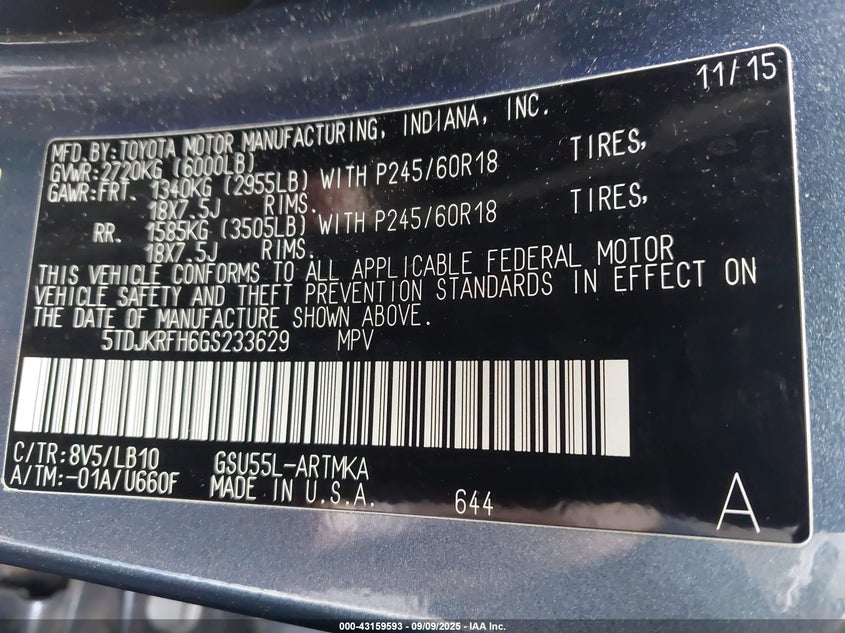 11/15
MFD.BY:TOYOTA MOTOR MANUFACTURING, INDIANA, INC.
GVWR:2720KG (6000LB)
GAWR:FRT. 1340KG (2955LB) WITH P245/60R18 TIRES,
18X7.5J RIMS.
RR. 1585KG (3505LB) WITH P245/60R18 TIRES,
18X7.5J RIMS.
THIS VEHICLE CONFORMS TO ALL APPLICABLE FEDERAL MOTOR
VEHICLE SAFETY AND THEFT PREVENTION STANDARDS IN EFFECT ON
THE DATE OF MANUFACTURE SHOWN ABOVE.
5TDJKRFH6GS233629 MPV
C/TR:8V5/LB10 GSU55L-ARTMKA
A/TM:-01A/U660F MADE IN U.S.A. 644 A
000-43159593 - 09/09/2025 - IAA Inc.